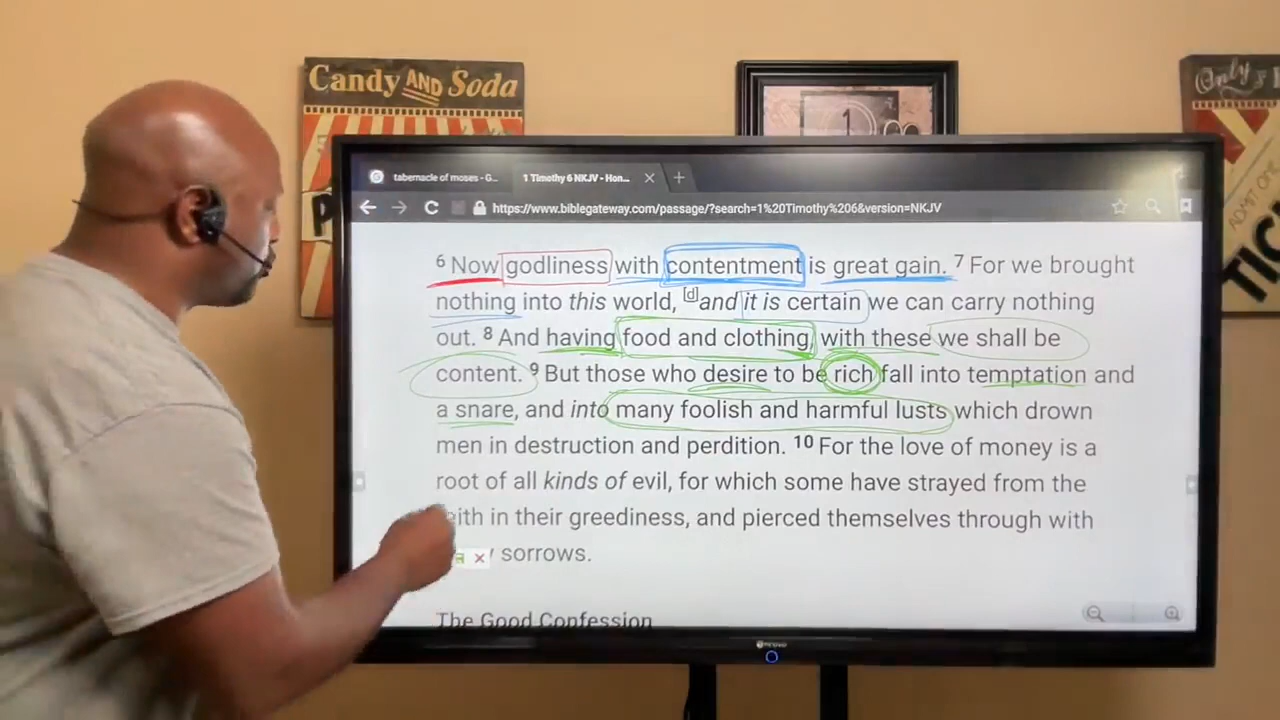 Candy AND Soda
Only
1
ADMIT ONE
TIC
tabernacle of moses - G...
1 Timothy 6 NKJV - Hon...
https://www.biblegateway.com/passage/?search=1%20Timothy%206&version=NKJV
6 Now godliness with contentment is great gain. 7 For we brought
nothing into this world, [d]and it is certain we can carry nothing
out. 8 And having food and clothing, with these we shall be
content. 9 But those who desire to be rich fall into temptation and
a snare, and into many foolish and harmful lusts which drown
men in destruction and perdition. 10 For the love of money is a
root of all kinds of evil, for which some have strayed from the
in their greediness, and pierced themselves through with
sorrows.
The Good Confession